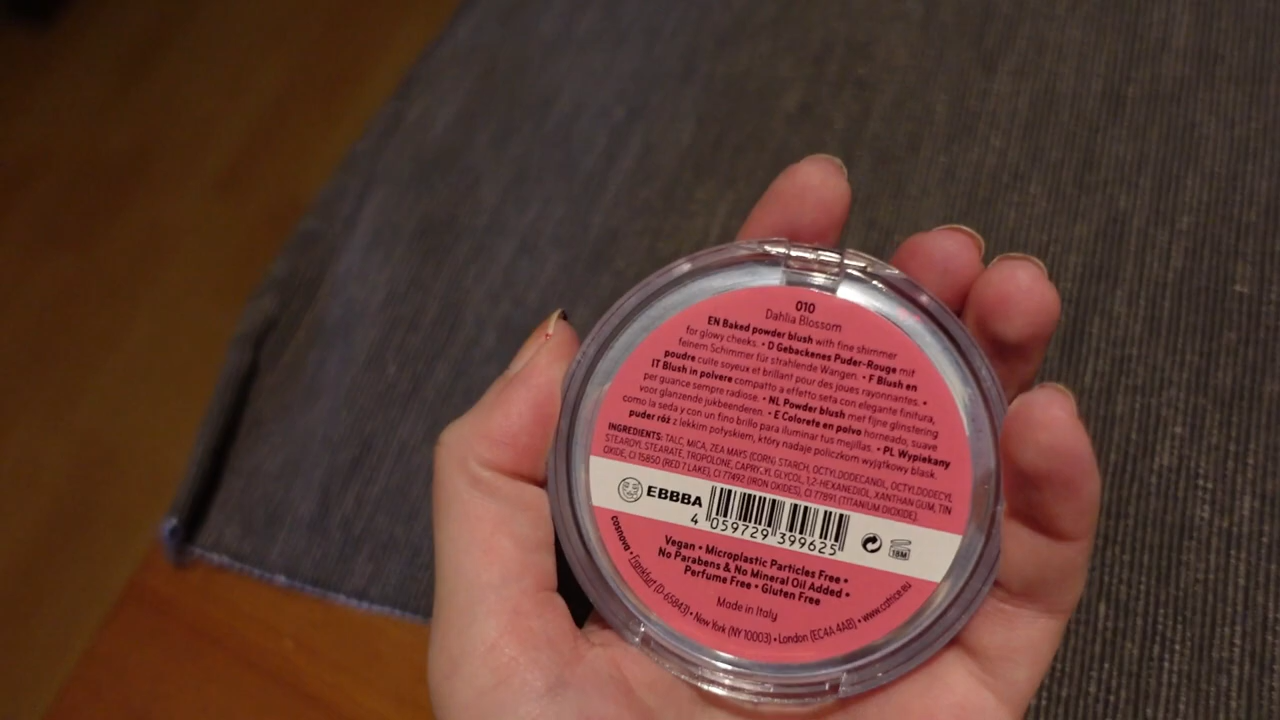 010
Dahlia Blossom
EN Baked powder blush with fine shimmer
for glowy cheeks. • D Gebackenes Puder-Rouge mit
feinem Schimmer für strahlende Wangen. • F Blush en
poudre cuite soyeux et brillant pour des joues rayonnantes. •
IT Blush in polvere compatto a effetto seta con elegante finitura,
per guance sempre radiose. • NL Powder blush met fijne glinstering
voor glanzende jukbeenderen. • E Colorete en polvo horneado, suave
como la seda y con un fino brillo para iluminar tus mejillas. • PL Wypiekany
puder róż z lekkim połyskiem, który nadaje policzkom wyjątkowy blask.
INGREDIENTS: TALC, MICA, ZEA MAYS (CORN) STARCH, OCTYLDODECANOL, OCTYLDODECYL
STEAROYL STEARATE, TROPOLONE, CAPRYLYL GLYCOL, 1,2-HEXANEDIOL, XANTHAN GUM, TIN
OXIDE, CI 15850 (RED 7 LAKE), CI 77492 (IRON OXIDES), CI 77891 (TITANIUM DIOXIDE).
EBBBA
4 059729 399625
18M
Vegan • Microplastic Particles Free •
No Parabens & No Mineral Oil Added •
Perfume Free • Gluten Free
Made in Italy
cosnova • Frankfurt (D-65843) • New York (NY 10003) • London (EC4A 4AB) • www.catrice.eu